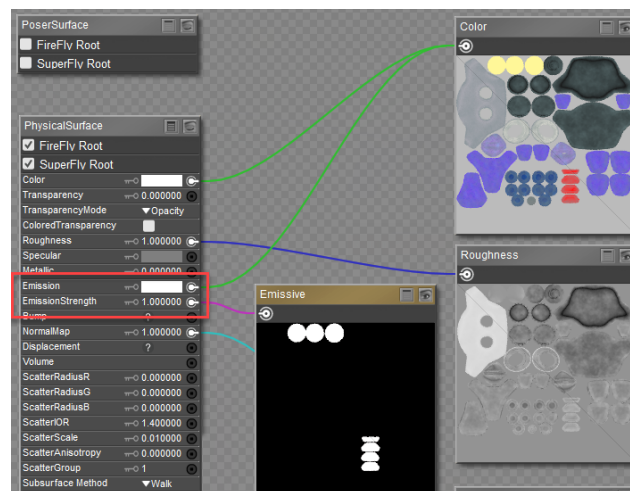 PoserSurface
FireFly Root
SuperFly Root
PhysicalSurface
FireFly Root
SuperFly Root
Color
Transparency 0.000000
TransparencyMode Opacity
ColoredTransparency
Roughness 1.000000
Specular
Metallic 0.000000
Emission
EmissionStrength 1.000000
Bump ?
NormalMap 1.000000
Displacement ?
Volume
ScatterRadiusR 0.000000
ScatterRadiusG 0.000000
ScatterRadiusB 0.000000
ScatterIOR 1.400000
ScatterScale 0.010000
ScatterAnisotropy 0.000000
ScatterGroup 1
Subsurface Method Walk
Emissive
Color
Roughness